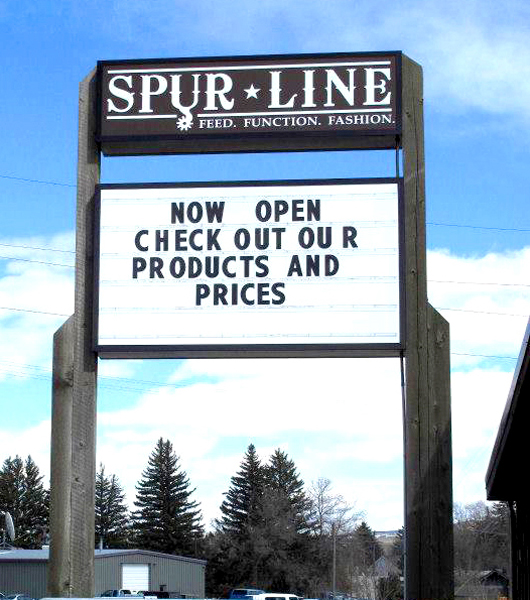 SPUR ★ LINE
FEED. FUNCTION. FASHION.
NOW OPEN
CHECK OUT OUR
PRODUCTS AND
PRICES